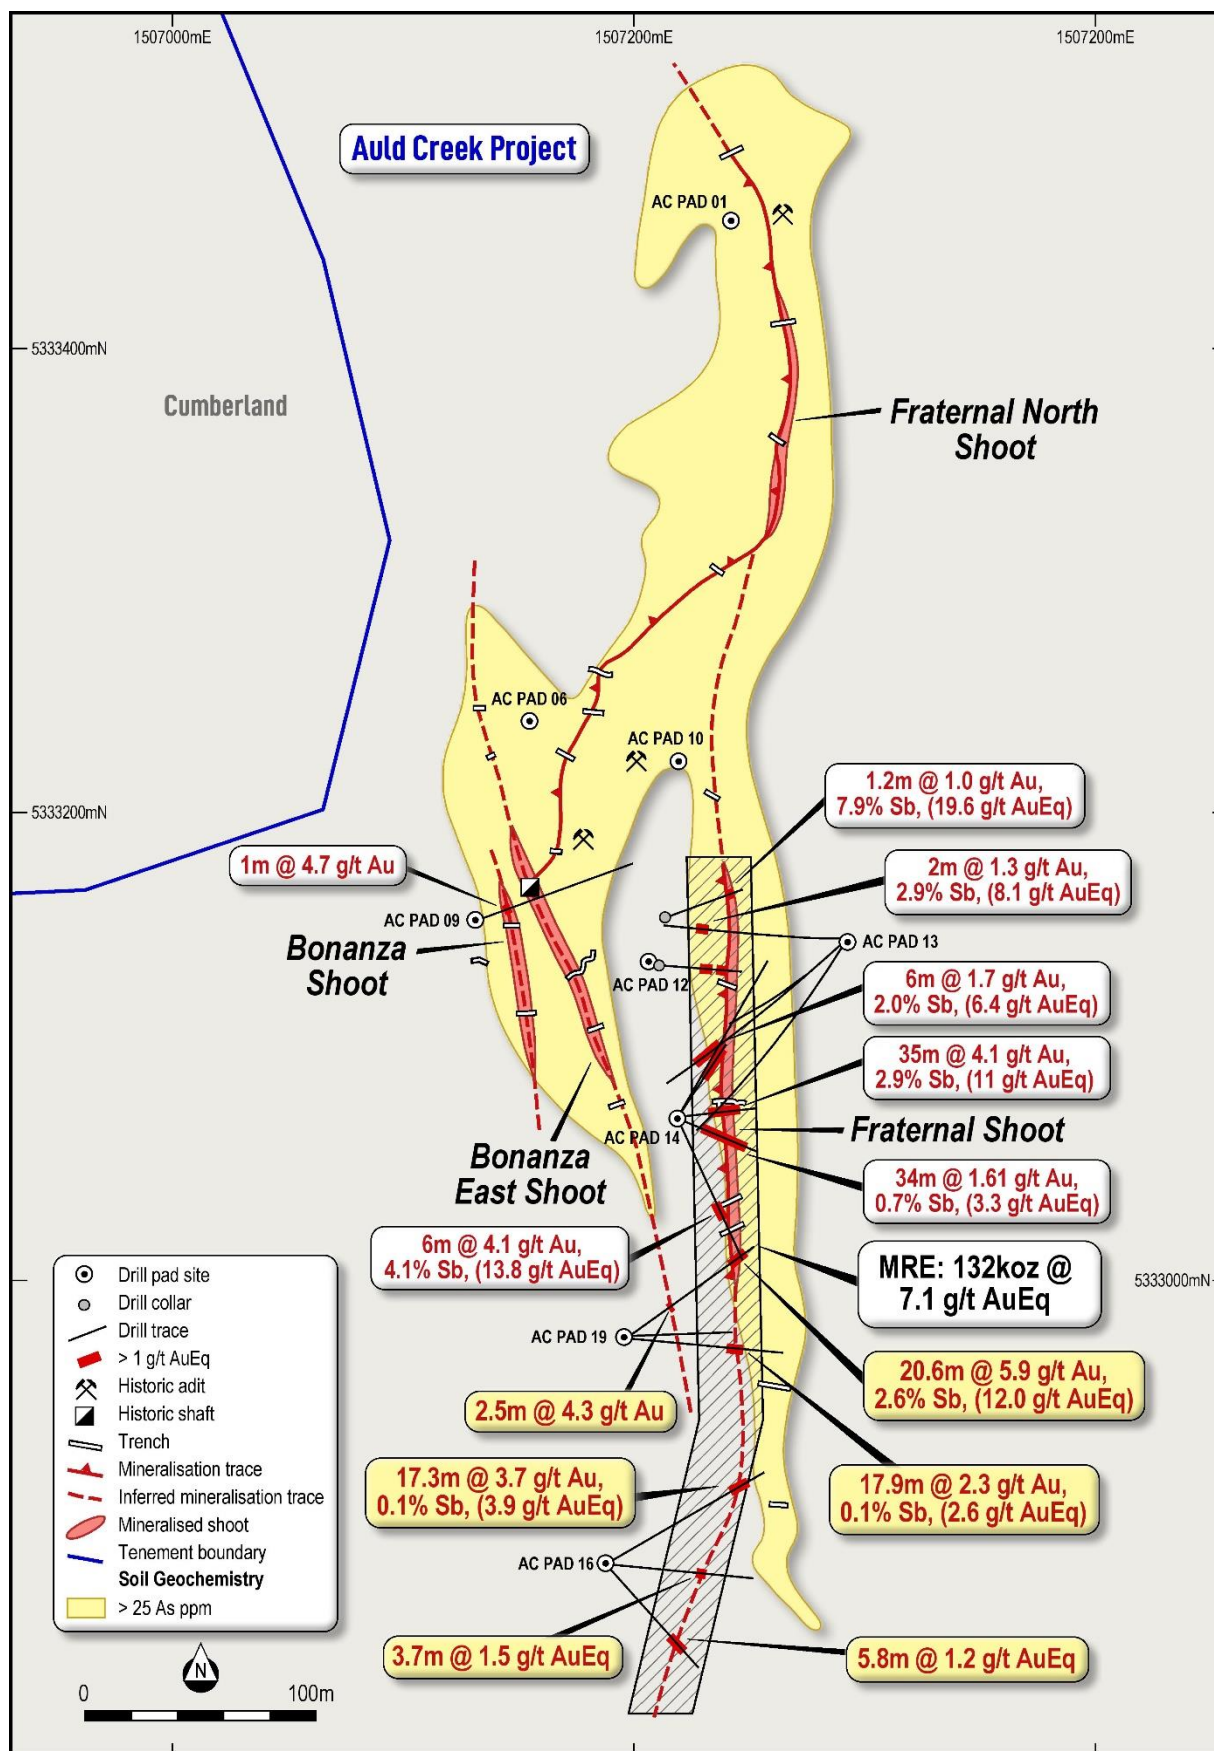 1507000mE
1507200mE
1507200mE
Auld Creek Project
AC PAD 01
5333400mN
Cumberland
Fraternal North
Shoot
AC PAD 06
AC PAD 10
1.2m @ 1.0 g/t Au,
7.9% Sb, (19.6 g/t AuEq)
5333200mN
1m @ 4.7 g/t Au
2m @ 1.3 g/t Au,
2.9% Sb, (8.1 g/t AuEq)
AC PAD 09
AC PAD 13
Bonanza
Shoot
AC PAD 12
6m @ 1.7 g/t Au,
2.0% Sb, (6.4 g/t AuEq)
35m @ 4.1 g/t Au,
2.9% Sb, (11 g/t AuEq)
AC PAD 14
Fraternal Shoot
Bonanza
East Shoot
34m @ 1.61 g/t Au,
0.7% Sb, (3.3 g/t AuEq)
6m @ 4.1 g/t Au,
4.1% Sb, (13.8 g/t AuEq)
MRE: 132koz @
7.1 g/t AuEq
5333000mN
AC PAD 19
20.6m @ 5.9 g/t Au,
2.6% Sb, (12.0 g/t AuEq)
2.5m @ 4.3 g/t Au
17.3m @ 3.7 g/t Au,
0.1% Sb, (3.9 g/t AuEq)
17.9m @ 2.3 g/t Au,
0.1% Sb, (2.6 g/t AuEq)
AC PAD 16
3.7m @ 1.5 g/t AuEq
5.8m @ 1.2 g/t AuEq
Drill pad site
Drill collar
Drill trace
> 1 g/t AuEq
Historic adit
Historic shaft
Trench
Mineralisation trace
Inferred mineralisation trace
Mineralised shoot
Tenement boundary
Soil Geochemistry
> 25 As ppm
N
0
100m